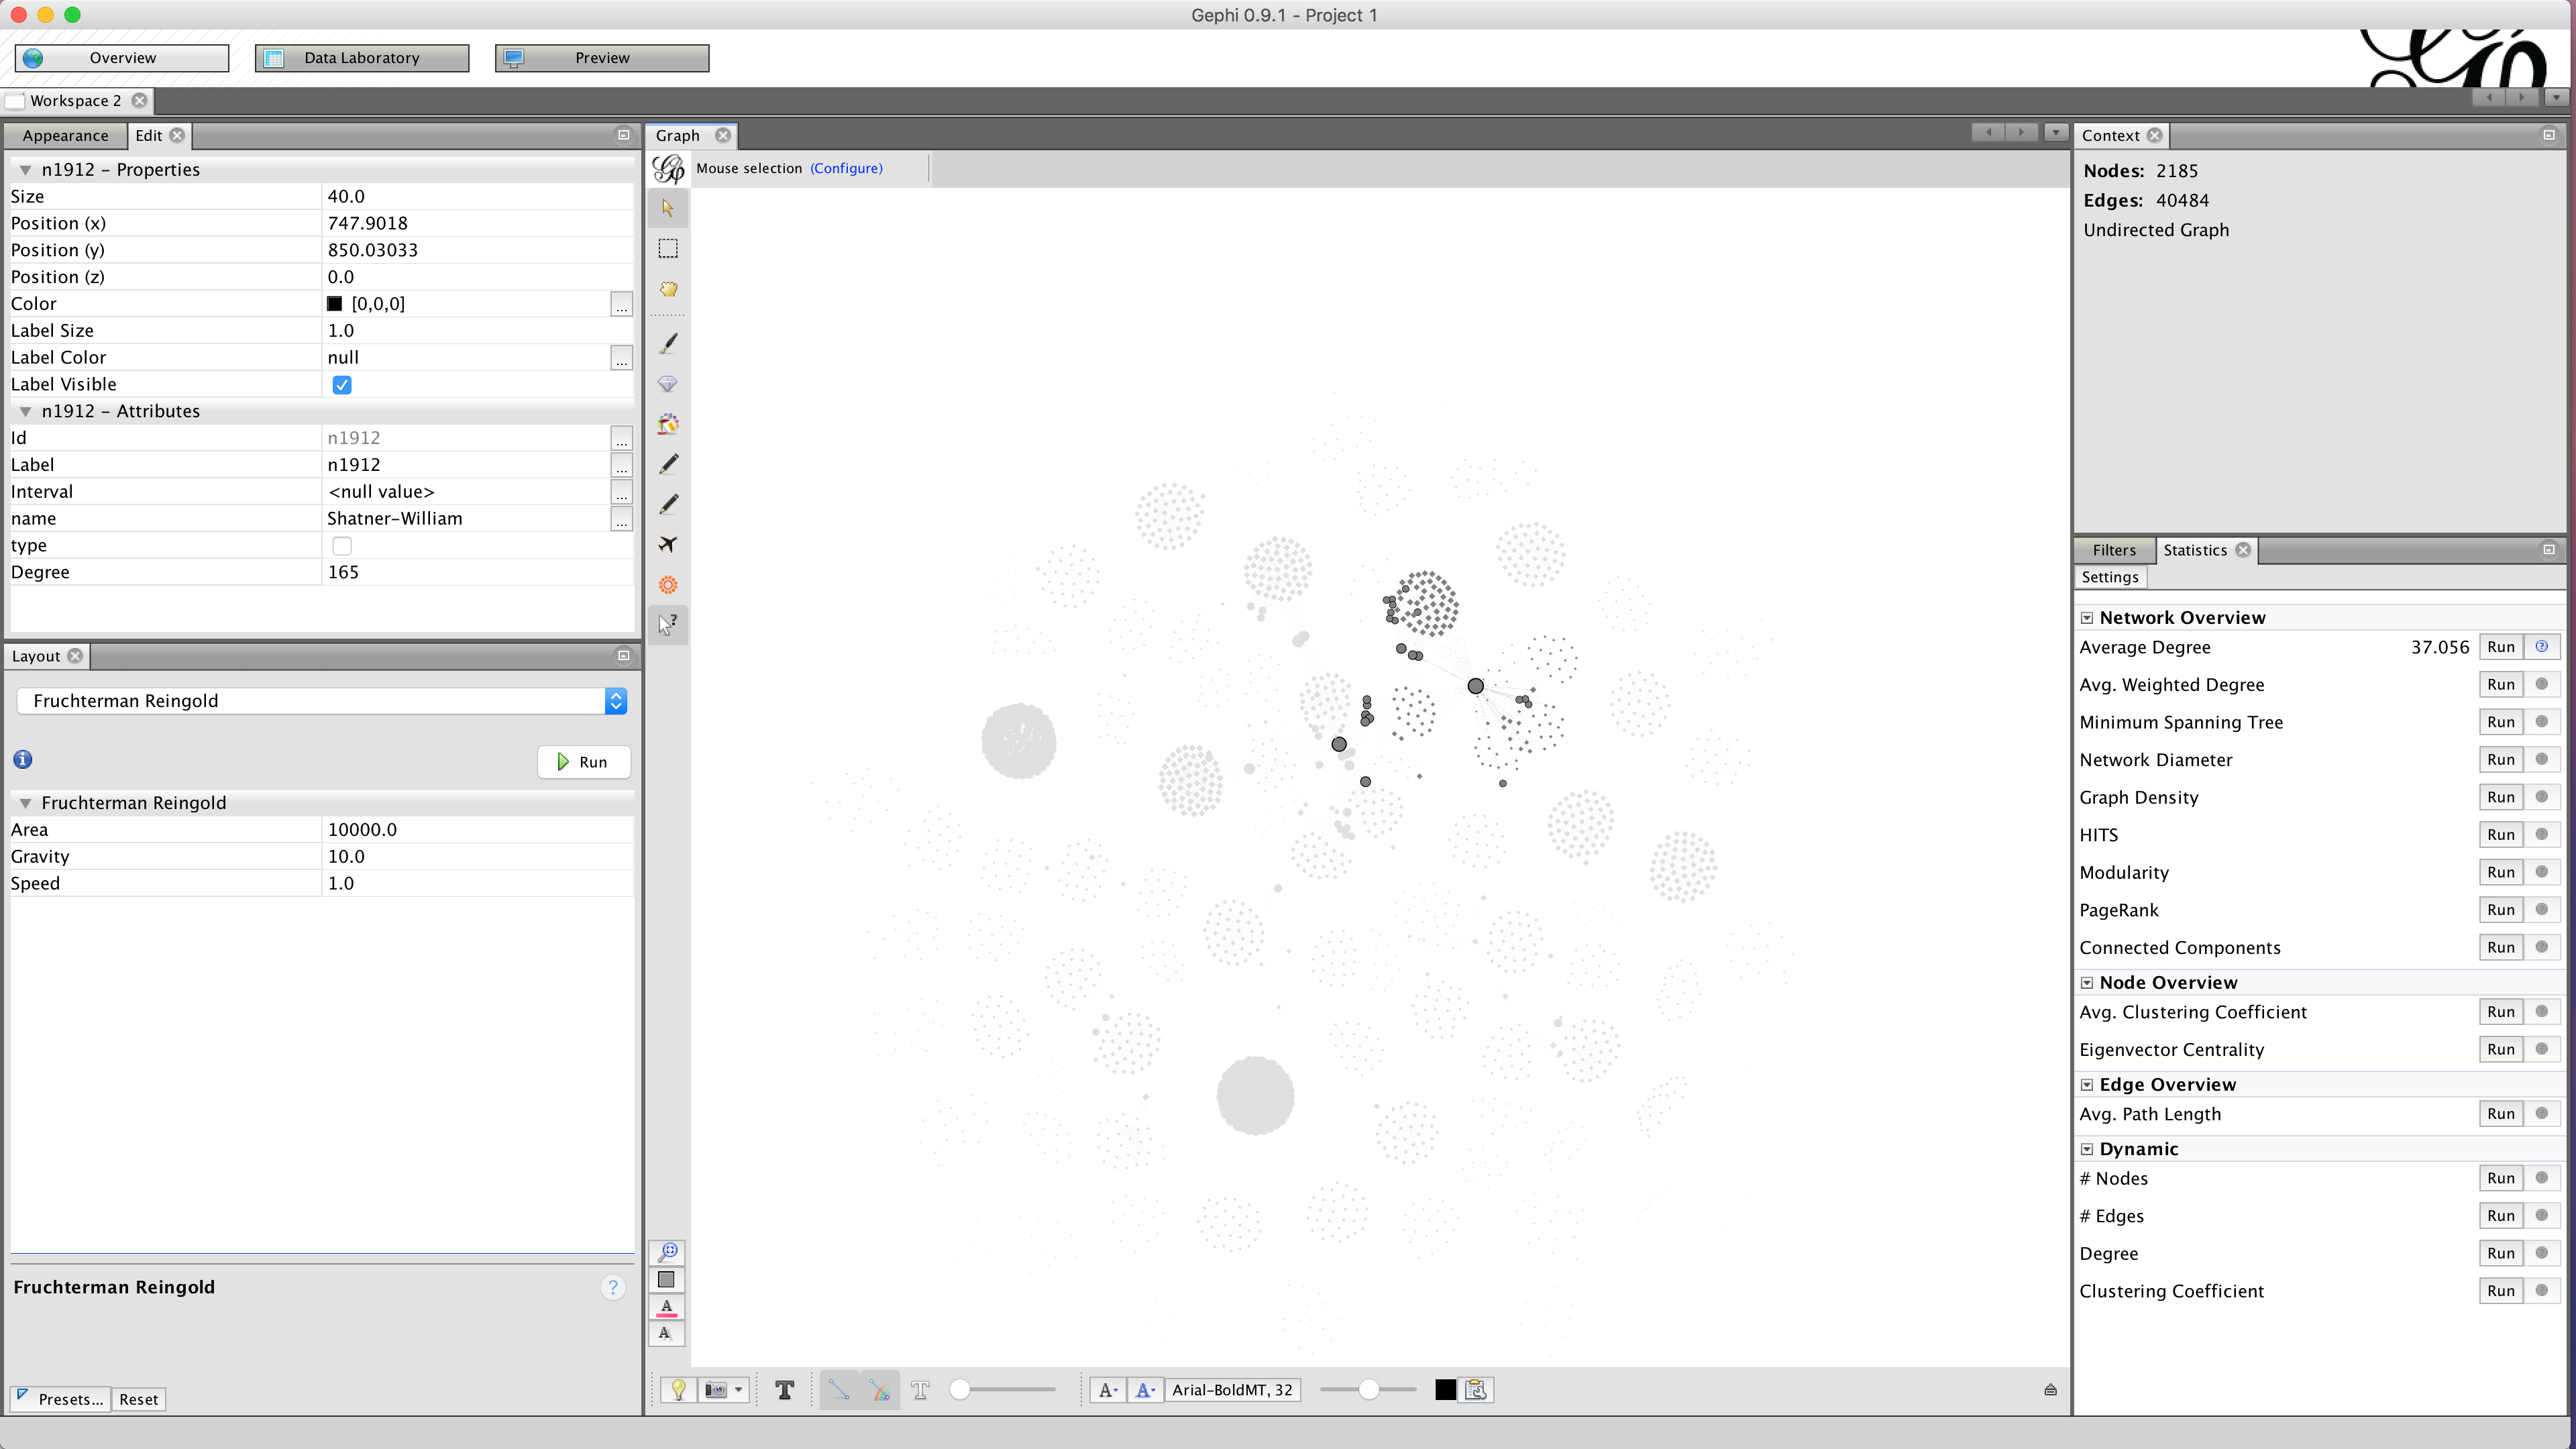 Gephi 0.9.1 - Project 1
Overview
Data Laboratory
Preview
Workspace 2
Appearance
Edit
n1912 - Properties
Size 40.0
Position (x) 747.9018
Position (y) 850.03033
Position (z) 0.0
Color [0,0,0] ...
Label Size 1.0
Label Color null ...
Label Visible
n1912 - Attributes
Id n1912 ...
Label n1912 ...
Interval <null value> ...
name Shatner-William ...
type
Degree 165
Layout
Fruchterman Reingold
Run
Fruchterman Reingold
Area 10000.0
Gravity 10.0
Speed 1.0
Fruchterman Reingold ?
Presets... Reset
Graph
Mouse selection (Configure)
T T A A Arial-BoldMT, 32
Context
Nodes: 2185
Edges: 40484
Undirected Graph
Filters
Statistics
Settings
Network Overview
Average Degree 37.056 Run ?
Avg. Weighted Degree Run
Minimum Spanning Tree Run
Network Diameter Run
Graph Density Run
HITS Run
Modularity Run
PageRank Run
Connected Components Run
Node Overview
Avg. Clustering Coefficient Run
Eigenvector Centrality Run
Edge Overview
Avg. Path Length Run
Dynamic
# Nodes Run
# Edges Run
Degree Run
Clustering Coefficient Run